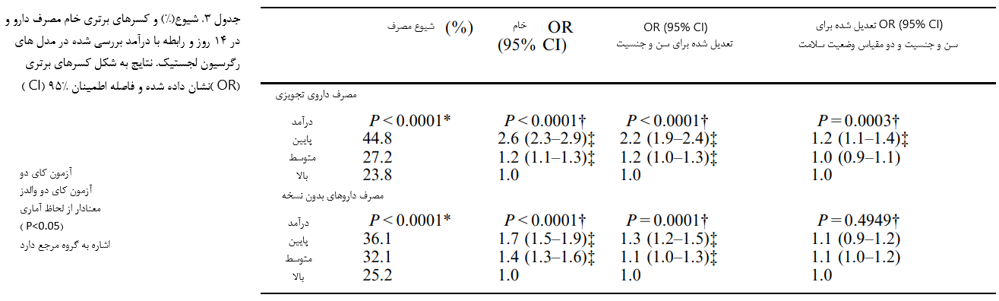 جدول ۳. شیوع(٪) و کسرهای برتری خام مصرف دارو و
در ۱۴ روز و رابطه با درآمد بررسی شده در مدل های
رگرسیون لجستیک. نتایج به شکل کسرهای برتری
(OR )نشان داده شده و فاصله اطمینان ۹۵٪ (CI )
آزمون کای دو
آزمون کای دو والدز
معنادار از لحاظ آماری
( P<0.05)
اشاره به گروه مرجع دارد
شیوع مصرف (%) خام OR OR (95% CI) OR (95% CI) تعدیل شده برای
(95% CI) تعدیل شده برای سن و جنسیت سن و جنسیت و دو مقیاس وضعیت سلامت
مصرف داروی تجویزی
درآمد P < 0.0001* P < 0.0001† P < 0.0001† P = 0.0003†
پایین 44.8 2.6 (2.3–2.9)‡ 2.2 (1.9–2.4)‡ 1.2 (1.1–1.4)‡
متوسط 27.2 1.2 (1.1–1.3)‡ 1.2 (1.0–1.3)‡ 1.0 (0.9–1.1)
بالا 23.8 1.0 1.0 1.0
مصرف داروهای بدون نسخه
درآمد P < 0.0001* P < 0.0001† P = 0.0001† P = 0.4949†
پایین 36.1 1.7 (1.5–1.9)‡ 1.3 (1.2–1.5)‡ 1.1 (0.9–1.2)
متوسط 32.1 1.4 (1.3–1.6)‡ 1.1 (1.0–1.3)‡ 1.1 (1.0–1.2)
بالا 25.2 1.0 1.0 1.0